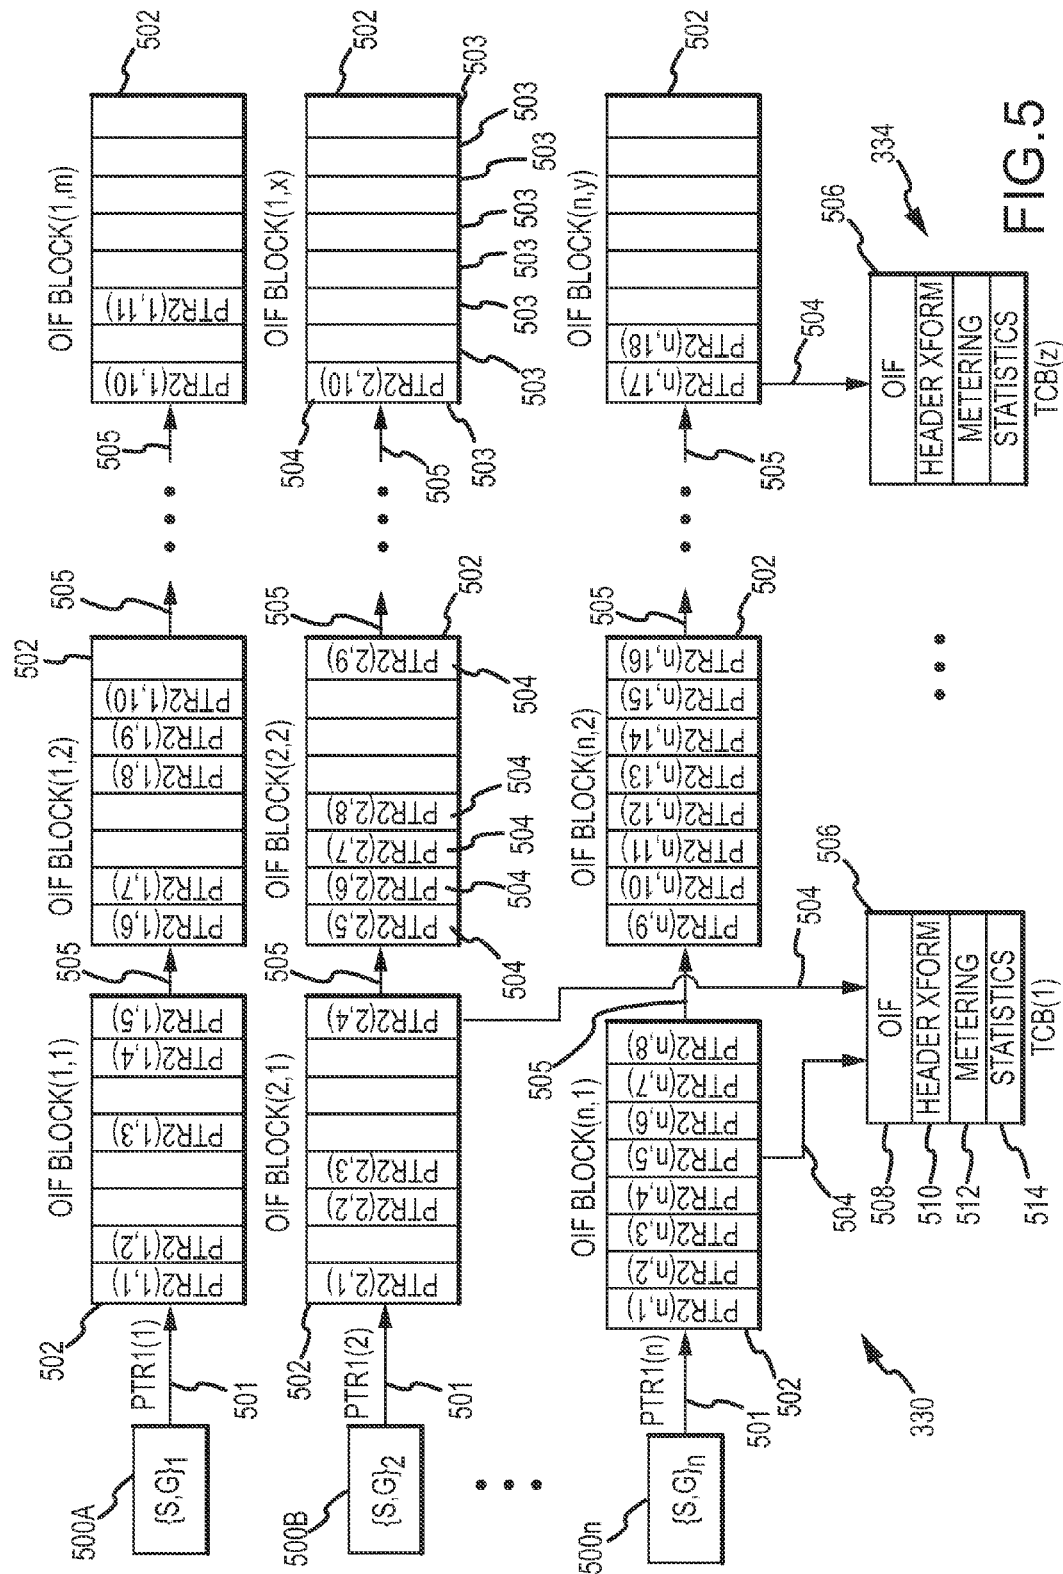 500A
{S,G}1
PTR1(1)
501
502
OIF BLOCK(1,1)
PTR2(1,1)
PTR2(1,2)
PTR2(1,3)
PTR2(1,4)
PTR2(1,5)
505
OIF BLOCK(1,2)
502
PTR2(1,6)
PTR2(1,7)
PTR2(1,8)
PTR2(1,9)
PTR2(1,10)
505
505
OIF BLOCK(1,m)
502
PTR2(1,10)
PTR2(1,11)
500B
{S,G}2
PTR1(2)
501
502
OIF BLOCK(2,1)
PTR2(2,1)
PTR2(2,2)
PTR2(2,3)
PTR2(2,4)
505
OIF BLOCK(2,2)
PTR2(2,5)
PTR2(2,6)
PTR2(2,7)
PTR2(2,8)
PTR2(2,9)
504
504
504
504
504
502
505
505
504
OIF BLOCK(1,x)
502
PTR2(2,10)
503
503
503
503
503
503
503
503
500n
{S,G}n
PTR1(n)
501
502
OIF BLOCK(n,1)
PTR2(n,1)
PTR2(n,2)
PTR2(n,3)
PTR2(n,4)
PTR2(n,5)
PTR2(n,6)
PTR2(n,7)
PTR2(n,8)
505
OIF BLOCK(n,2)
PTR2(n,9)
PTR2(n,10)
PTR2(n,11)
PTR2(n,12)
PTR2(n,13)
PTR2(n,14)
PTR2(n,15)
PTR2(n,16)
502
505
505
OIF BLOCK(n,y)
502
PTR2(n,17)
PTR2(n,18)
330
504
504
506
508
OIF
510
HEADER XFORM
512
METERING
514
STATISTICS
TCB(1)
504
506
OIF
HEADER XFORM
METERING
STATISTICS
TCB(z)
334
FIG.5